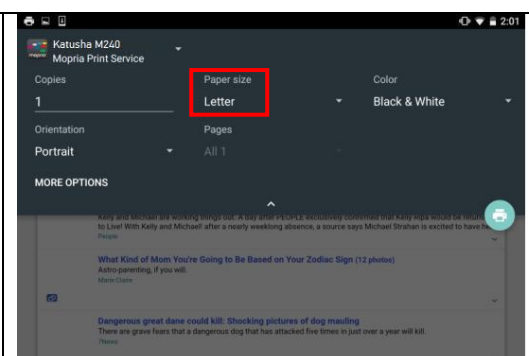 2:01
Katusha M240
mopria Mopria Print Service
Copies Paper size Color
1 Letter Black & White
Orientation Pages
Portrait All 1
MORE OPTIONS
Kelly and Michael are working things out. A day after PEOPLE exclusively confirmed that Kelly Ripa would be
to Live! With Kelly and Michael! after a nearly weeklong absence, a source says Michael Strahan is excited to have
People
What Kind of Mom You're Going to Be Based on Your Zodiac Sign (12 photos)
Astro-parenting, if you will.
Marie Claire
Dangerous great dane could kill: Shocking pictures of dog mauling
There are grave fears that a dangerous dog that has attacked five times in just over a year will kill.
7News